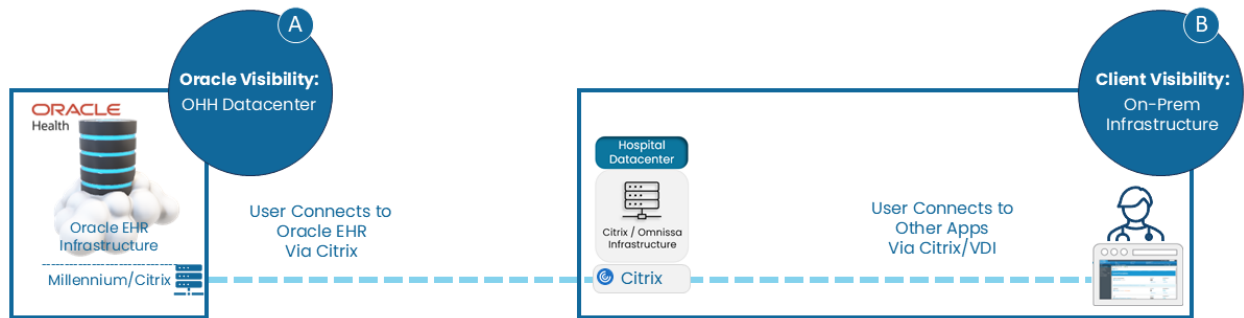 A
Oracle Visibility:
OHH Datacenter
ORACLE
Health
Oracle EHR
Infrastructure
Millennium/Citrix
User Connects to
Oracle EHR
Via Citrix
B
Client Visibility:
On-Prem
Infrastructure
Hospital
Datacenter
Citrix / Omnissa
Infrastructure
Citrix
User Connects to
Other Apps
Via Citrix/VDI